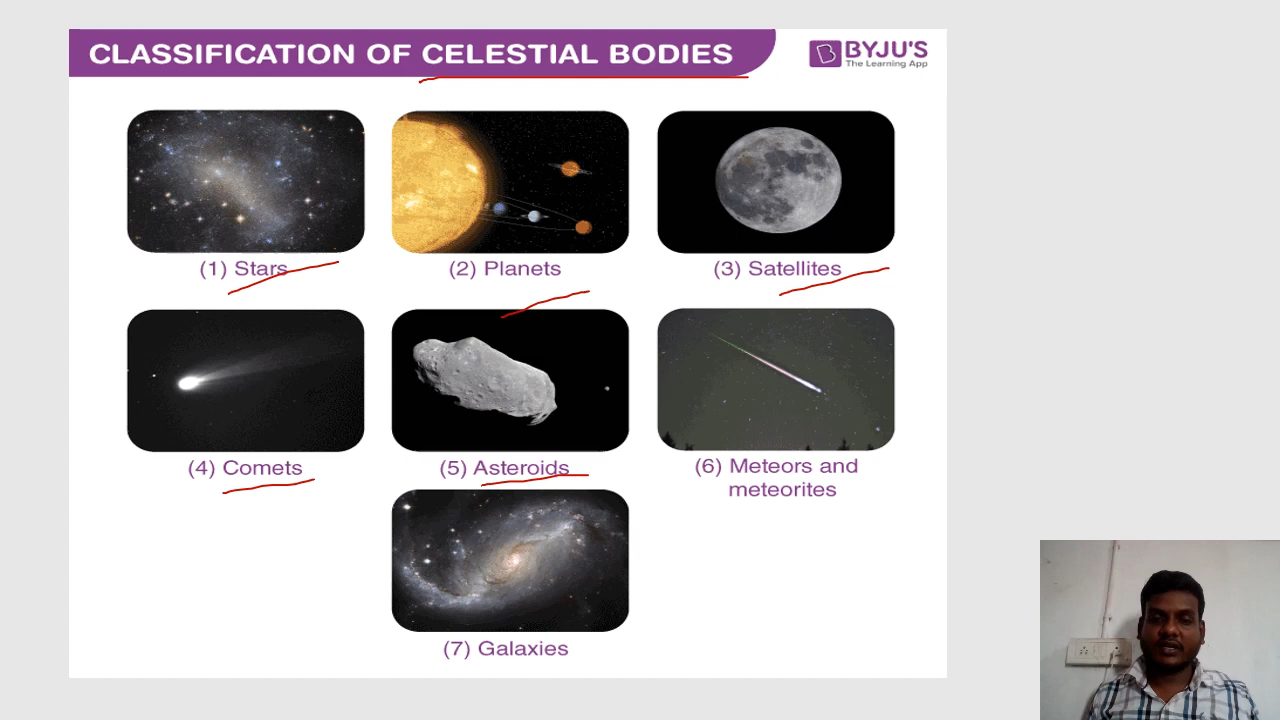 CLASSIFICATION OF CELESTIAL BODIES
BYJU'S
The Learning App
(1) Stars
(2) Planets
(3) Satellites
(4) Comets
(5) Asteroids
(6) Meteors and
meteorites
(7) Galaxies